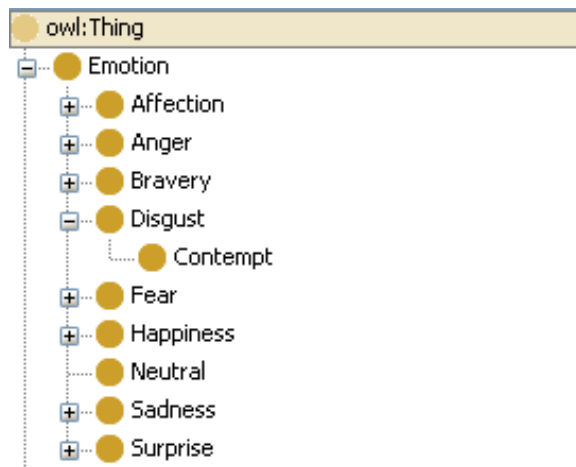 owl:Thing
Emotion
Affection
Anger
Bravery
Disgust
Contempt
Fear
Happiness
Neutral
Sadness
Surprise